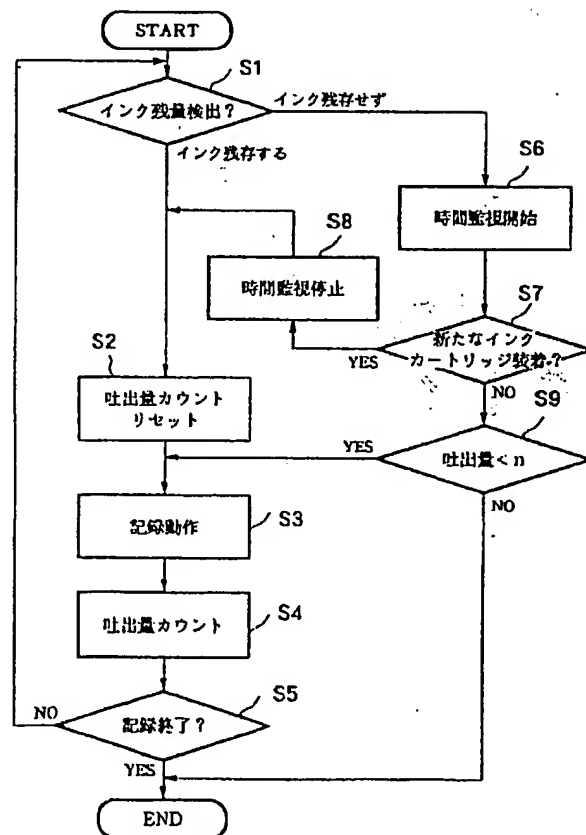 START
S1
インク残量検出?
インク残存せず
インク残存する
S6
時間監視開始
S8
時間監視停止
S7
新たなインク
カートリッジ装着?
YES
NO
S2
吐出量カウント
リセット
S9
吐出量<n
YES
NO
S3
記録動作
S4
吐出量カウント
S5
記録終了?
NO
YES
END